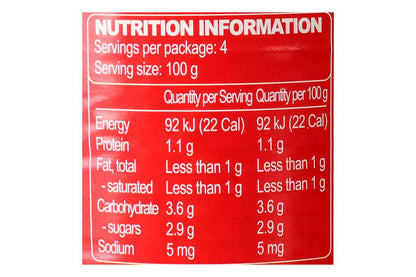 NUTRITION INFORMATION
Servings per package: 4
Serving size: 100 g
Quantity per Serving Quantity per 100 g
Energy 92 kJ (22 Cal) 92 kJ (22 Cal)
Protein 1.1 g 1.1 g
Fat, total Less than 1 g Less than 1 g
- saturated Less than 1 g Less than 1 g
Carbohydrate 3.6 g 3.6 g
- sugars 2.9 g 2.9 g
Sodium 5 mg 5 mg